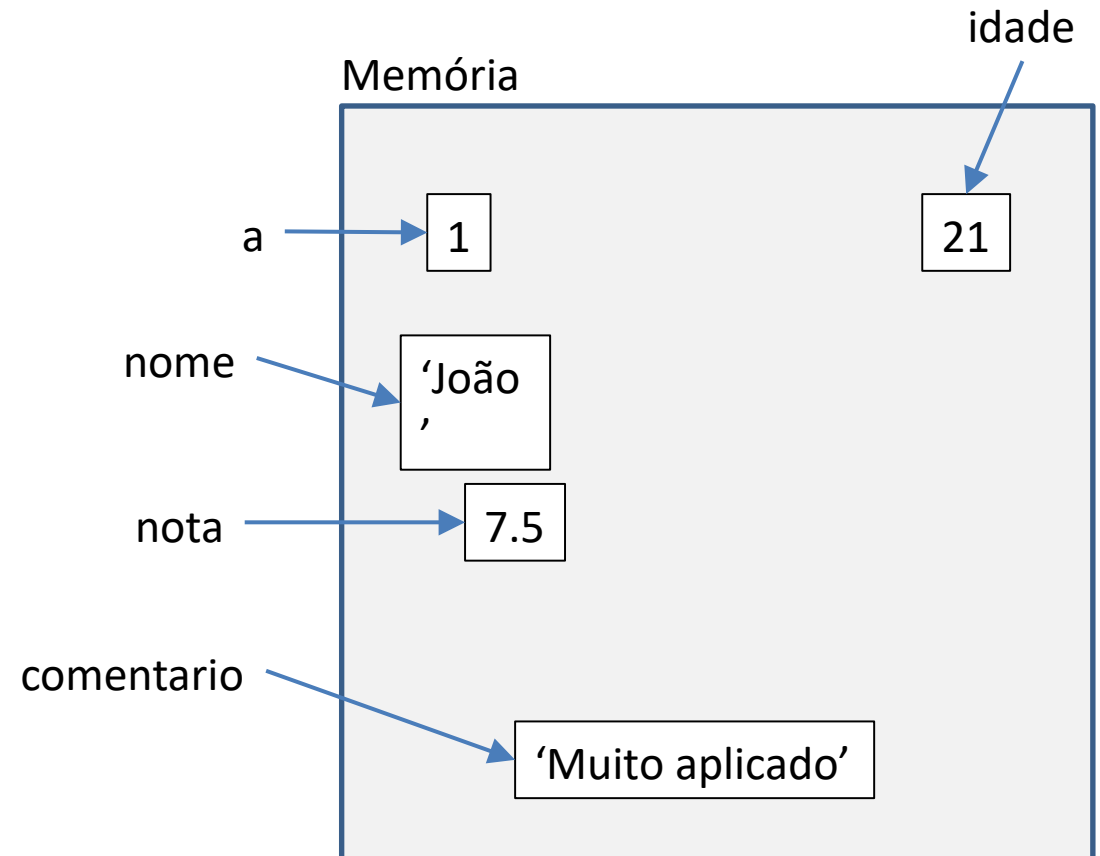 idade
Memória
a
1
21
nome
‘João
’
nota
7.5
comentario
‘Muito aplicado’